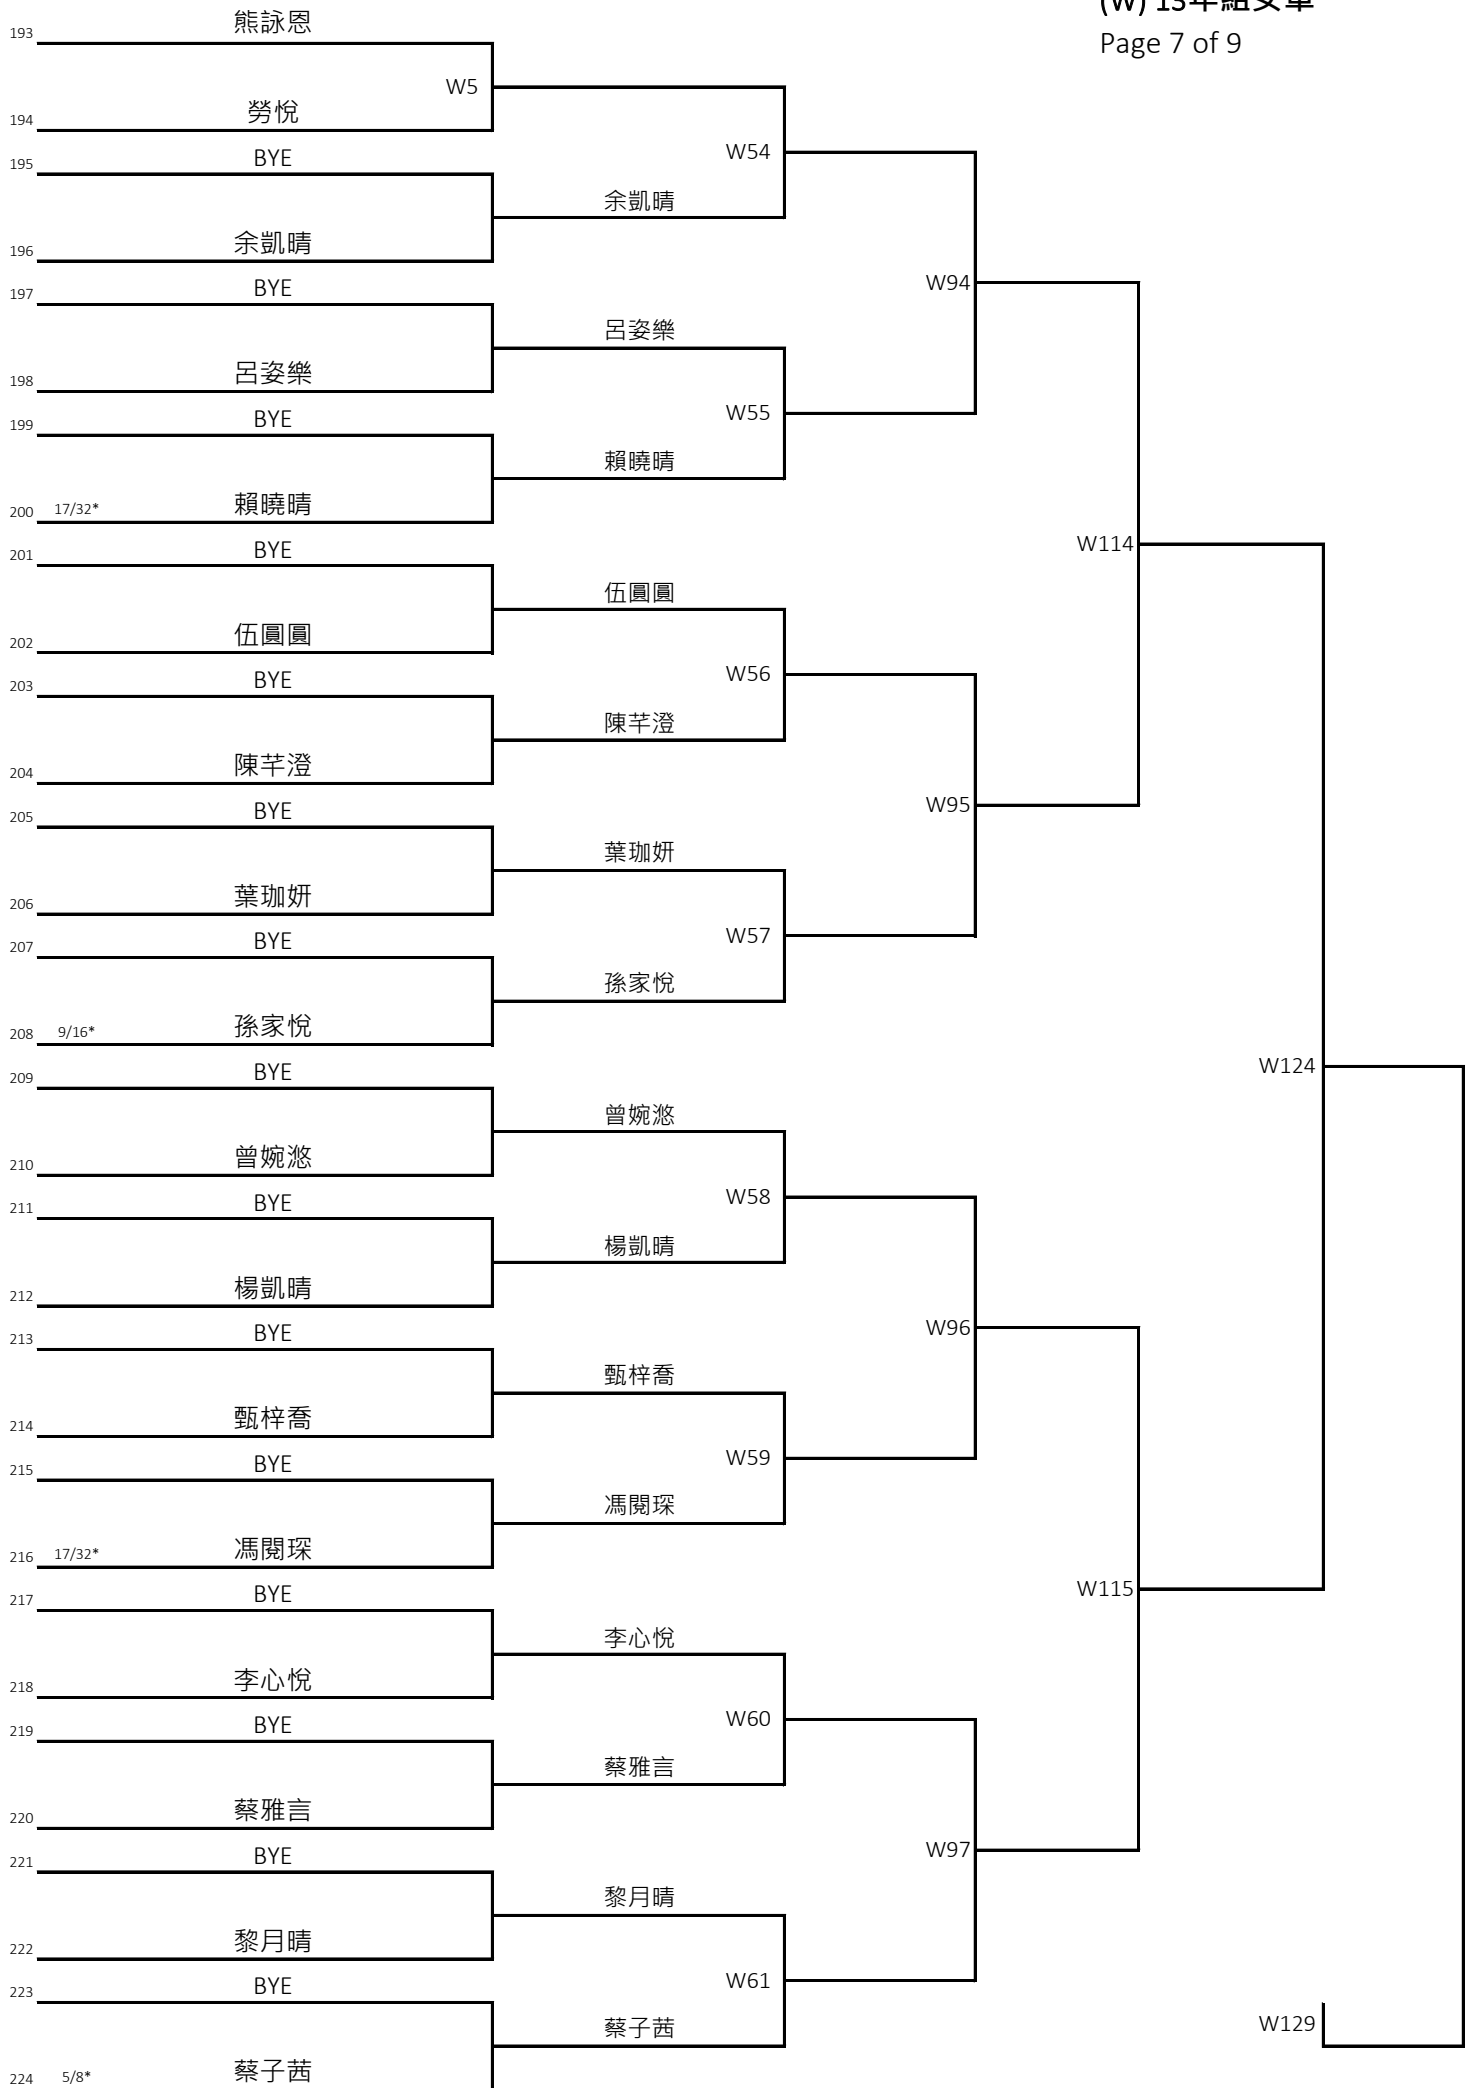 (W) 13年組女單
Page 7 of 9
193 熊詠恩
W5
194 勞悅
195 BYE
W54
余凱晴
196 余凱晴
197 BYE
W94
呂姿樂
198 呂姿樂
199 BYE
W55
賴曉晴
200 17/32* 賴曉晴
201 BYE
W114
伍圓圓
202 伍圓圓
203 BYE
W56
陳芊澄
204 陳芊澄
205 BYE
W95
葉珈妍
206 葉珈妍
207 BYE
W57
孫家悅
208 9/16* 孫家悅
209 BYE
W124
曾婉滺
210 曾婉滺
211 BYE
W58
楊凱晴
212 楊凱晴
213 BYE
W96
甄梓喬
214 甄梓喬
215 BYE
W59
馮閱琛
216 17/32* 馮閱琛
217 BYE
W115
李心悅
218 李心悅
219 BYE
W60
蔡雅言
220 蔡雅言
221 BYE
W97
黎月晴
222 黎月晴
223 BYE
W61
蔡子茜
W129
224 5/8* 蔡子茜